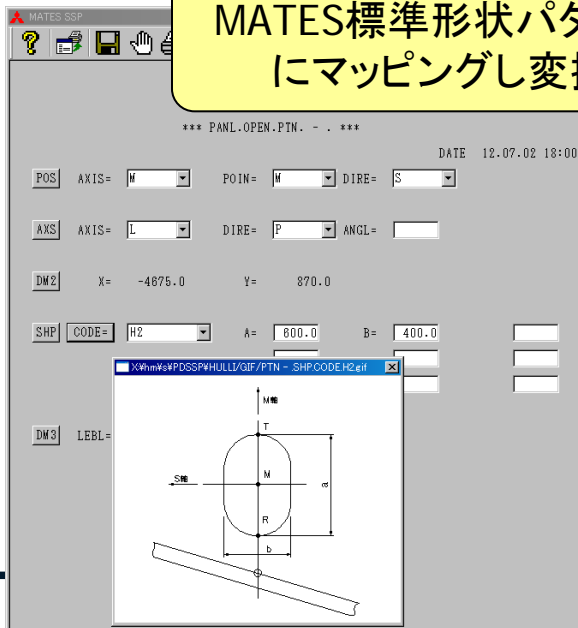 MATES標準形状パタ
にマッピングし変換
MATES SSP
*** PANL.OPEN.PTN. - . ***
DATE 12.07.02 18:00
POS AXIS= M POIN= M DIRE= S
AXS AXIS= L DIRE= P ANGL=
DM2 X= -4675.0 Y= 870.0
SHP CODE= H2 A= 600.0 B= 400.0
X¥hm¥s¥PDSSP¥HULLI/GIF/PTN - .SHP.CODE.H2.gif
M軸
T
S軸 M a
R
b
DM3 LEBL=